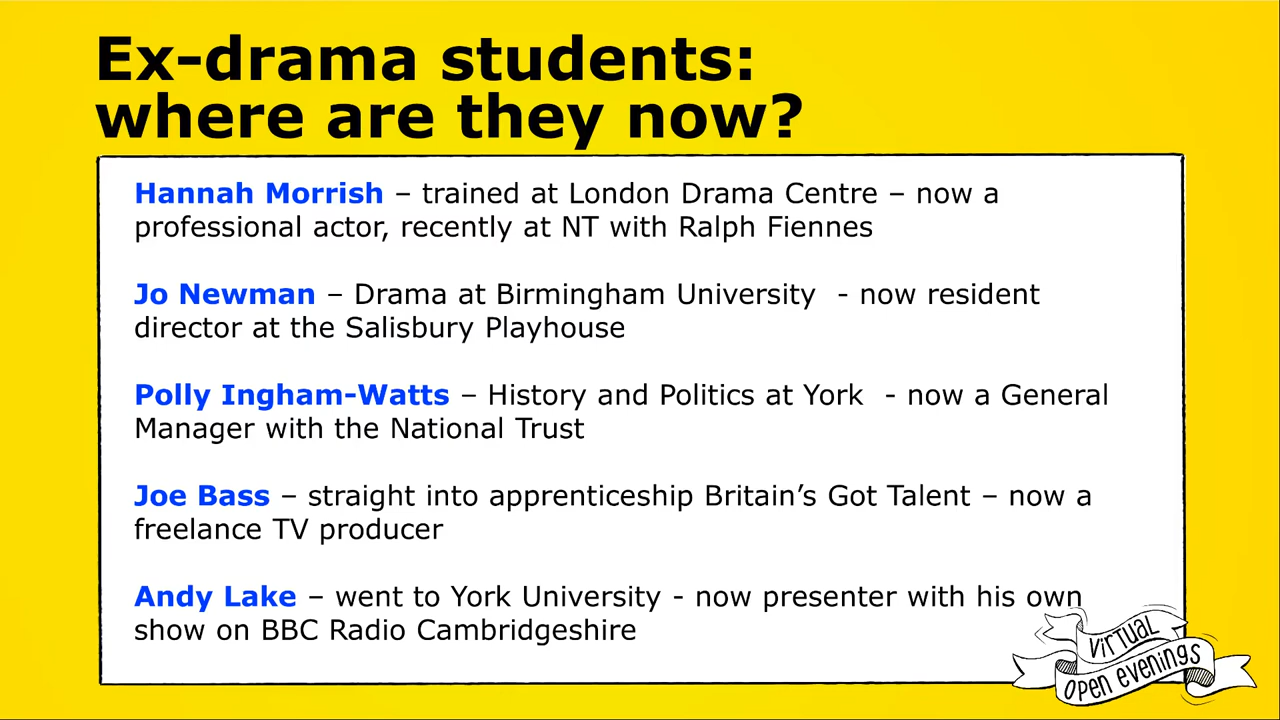 Ex-drama students:
where are they now?
Hannah Morrish – trained at London Drama Centre – now a
professional actor, recently at NT with Ralph Fiennes
Jo Newman – Drama at Birmingham University  - now resident
director at the Salisbury Playhouse
Polly Ingham-Watts – History and Politics at York  - now a General
Manager with the National Trust
Joe Bass – straight into apprenticeship Britain’s Got Talent – now a
freelance TV producer
Andy Lake – went to York University - now presenter with his own
show on BBC Radio Cambridgeshire
VIRTUAL
OPEN EVENINGS